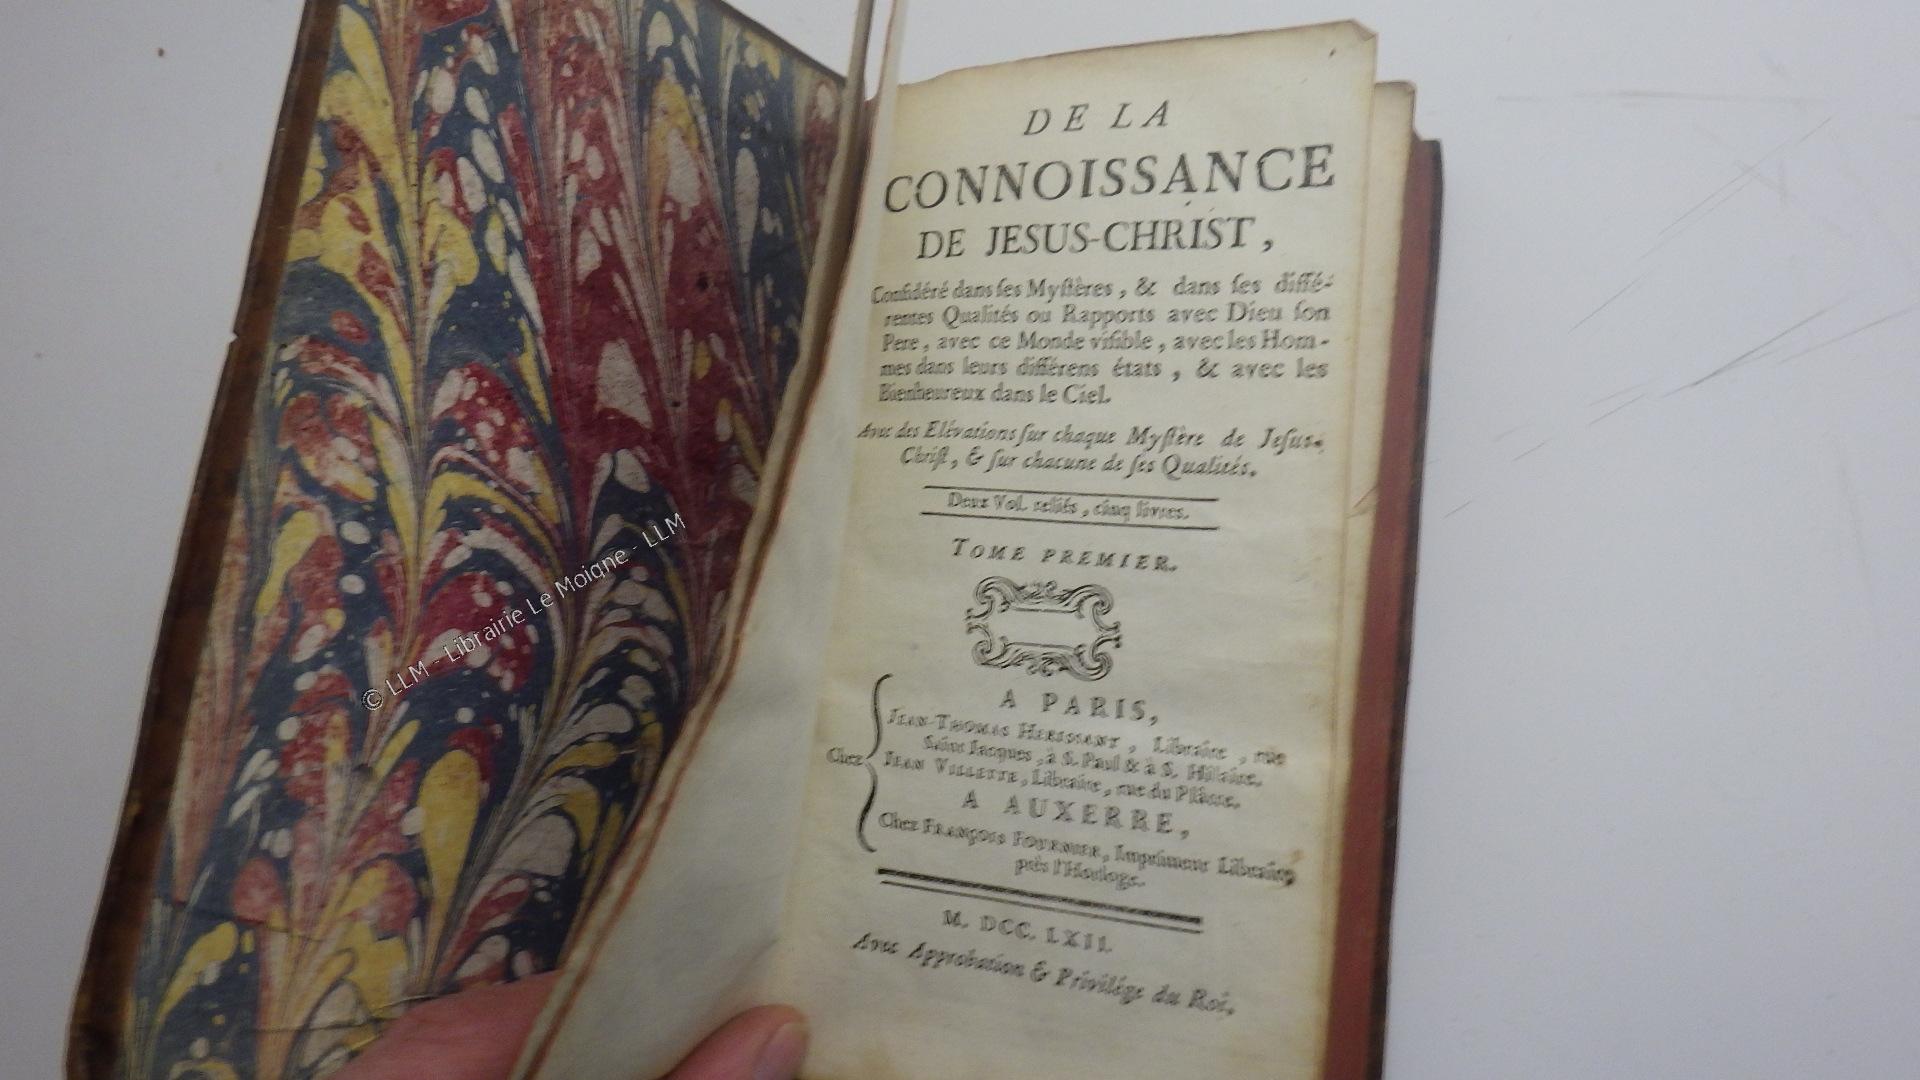 DE LA
CONNOISSANCE
DE JESUS-CHRIST,
Conſidéré dans ſes Myſtères, & dans ſes diffé-
rentes Qualités ou Rapports avec Dieu ſon
Pere, avec ce Monde viſible, avec les Hom-
mes dans leurs différens états, & avec les
Bienheureux dans le Ciel.
Avec des Elévations ſur chaque Myſtère de Jeſus-
Chriſt, & ſur chacune de ſes Qualités.
Deux Vol. reliés, cinq livres.
TOME PREMIER.
A PARIS,
Chez
JEAN-THOMAS HERISSANT, Libraire, rue
Saint Jacques, à S. Paul & à S. Hilaire.
JEAN VILLETTE, Libraire, rue du Plâtre.
A AUXERRE,
Chez FRANÇOIS FOURNIER, Imprimeur Libraire,
près l'Horloge.
M. DCC. LXII.
Avec Approbation & Privilége du Roi.
© LLM - Librairie Le Moigne - LLM